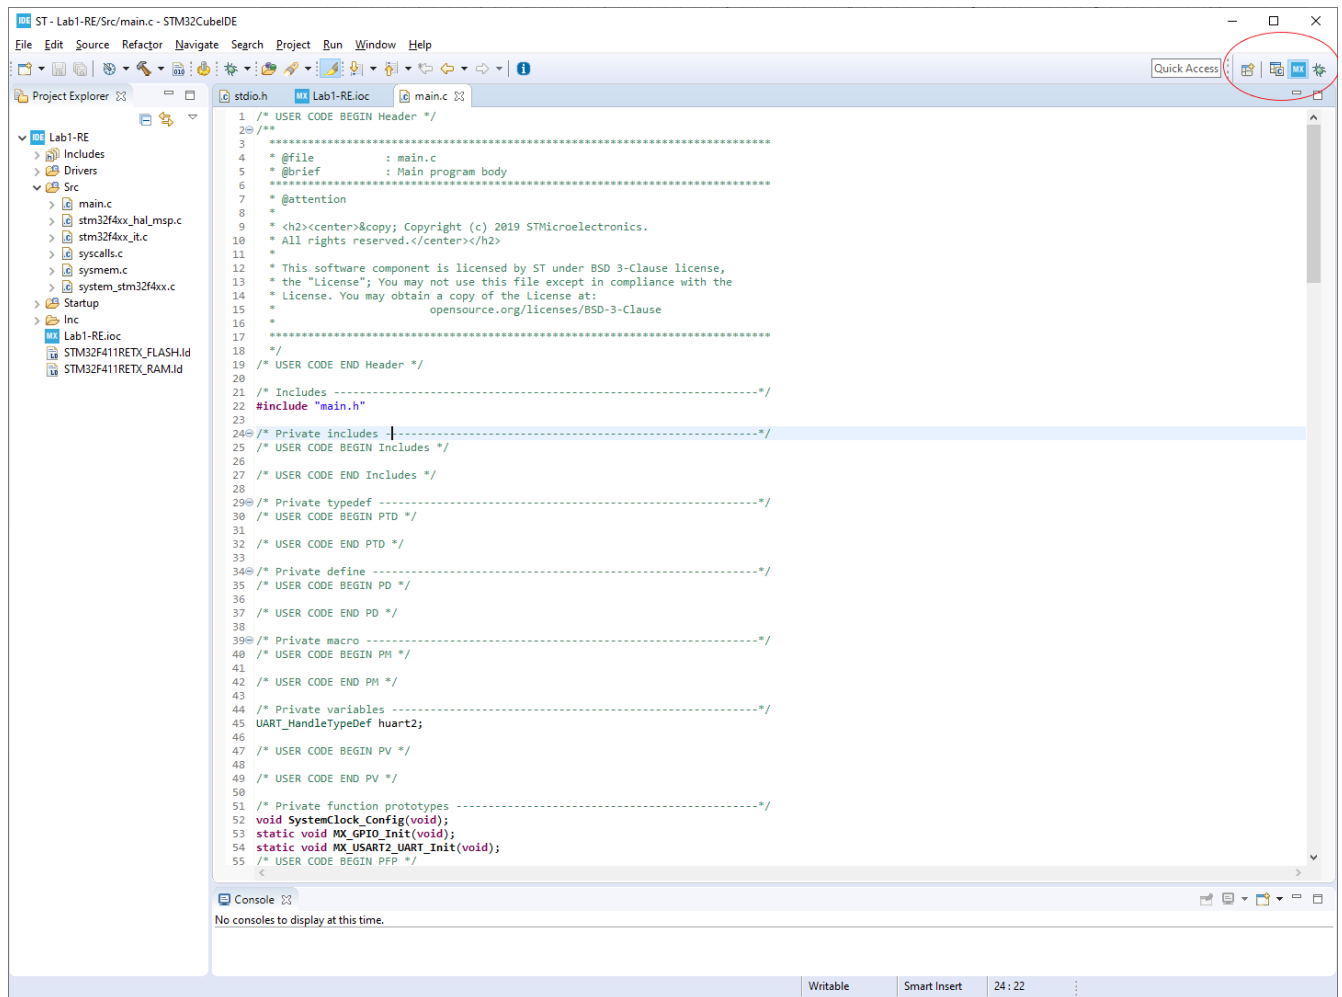 IDE ST - Lab1-RE/Src/main.c - STM32CubeIDE
File Edit Source Refactor Navigate Search Project Run Window Help
Quick Access MX
Project Explorer
stdio.h MX Lab1-RE.ioc main.c
IDE Lab1-RE
Includes
Drivers
Src
main.c
stm32f4xx_hal_msp.c
stm32f4xx_it.c
syscalls.c
sysmem.c
system_stm32f4xx.c
Startup
Inc
MX Lab1-RE.ioc
STM32F411RETX_FLASH.ld
STM32F411RETX_RAM.ld
1 /* USER CODE BEGIN Header */
2 /**
3 ******************************************************************************
4 * @file : main.c
5 * @brief : Main program body
6 ******************************************************************************
7 * @attention
8 *
9 * <h2><center>&copy; Copyright (c) 2019 STMicroelectronics.
10 * All rights reserved.</center></h2>
11 *
12 * This software component is licensed by ST under BSD 3-Clause license,
13 * the "License"; You may not use this file except in compliance with the
14 * License. You may obtain a copy of the License at:
15 * opensource.org/licenses/BSD-3-Clause
16 *
17 ******************************************************************************
18 */
19 /* USER CODE END Header */
20
21 /* Includes ------------------------------------------------------------------*/
22 #include "main.h"
23
24 /* Private includes ----------------------------------------------------------*/
25 /* USER CODE BEGIN Includes */
26
27 /* USER CODE END Includes */
28
29 /* Private typedef -----------------------------------------------------------*/
30 /* USER CODE BEGIN PTD */
31
32 /* USER CODE END PTD */
33
34 /* Private define ------------------------------------------------------------*/
35 /* USER CODE BEGIN PD */
36
37 /* USER CODE END PD */
38
39 /* Private macro -------------------------------------------------------------*/
40 /* USER CODE BEGIN PM */
41
42 /* USER CODE END PM */
43
44 /* Private variables ---------------------------------------------------------*/
45 UART_HandleTypeDef huart2;
46
47 /* USER CODE BEGIN PV */
48
49 /* USER CODE END PV */
50
51 /* Private function prototypes -----------------------------------------------*/
52 void SystemClock_Config(void);
53 static void MX_GPIO_Init(void);
54 static void MX_USART2_UART_Init(void);
55 /* USER CODE BEGIN PFP */
Console
No consoles to display at this time.
Writable Smart Insert 24 : 22